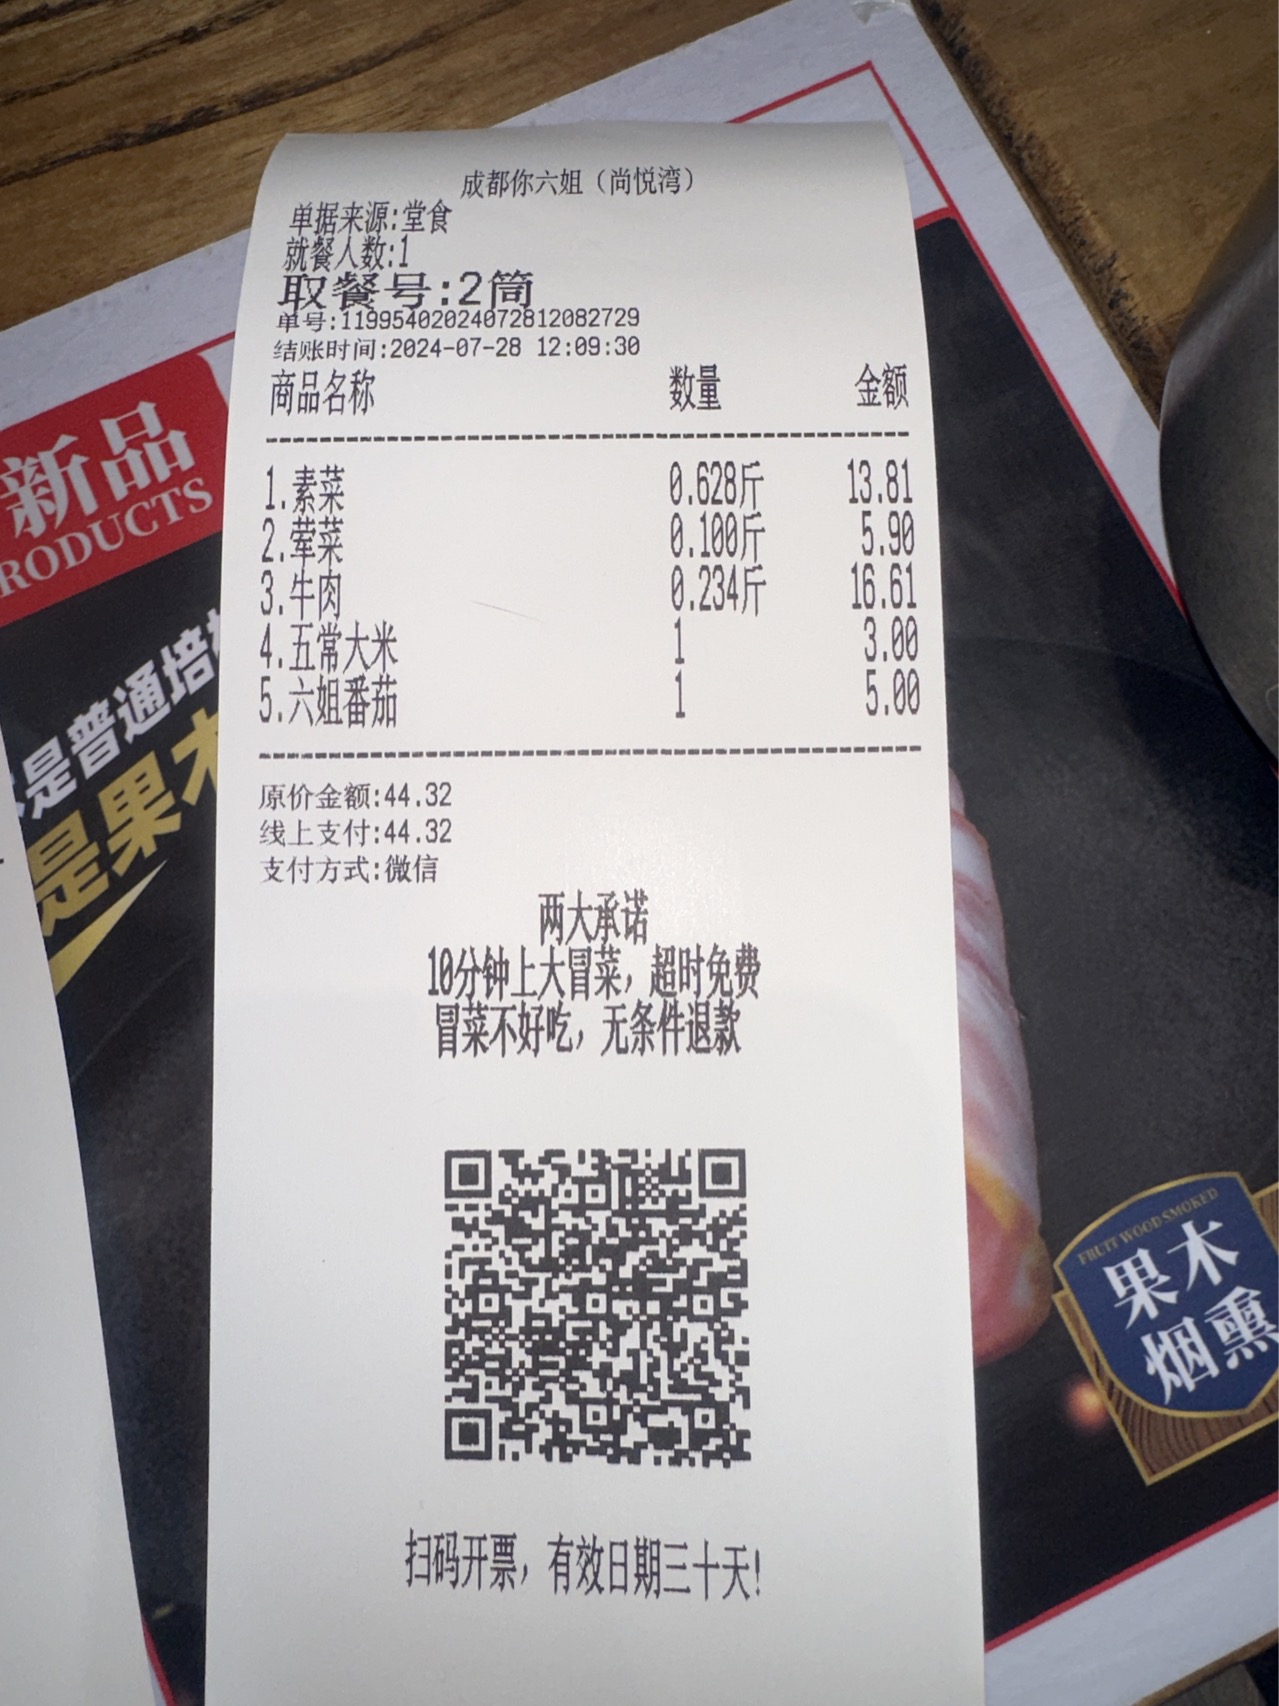 成都你六姐（尚悦湾）
单据来源:堂食
就餐人数:1
取餐号:2筒
单号:11995402024072812082729
结账时间:2024-07-28 12:09:30
商品名称 数量 金额
1.素菜 0.628斤 13.81
2.荤菜 0.100斤 5.90
3.牛肉 0.234斤 16.61
4.五常大米 1 3.00
5.六姐番茄 1 5.00
原价金额:44.32
线上支付:44.32
支付方式:微信
两大承诺
10分钟上大冒菜，超时免费
冒菜不好吃，无条件退款
扫码开票，有效日期三十天!
新品
RODUCTS
是普通培
是果木
FRUIT WOOD SMOKED
果木
烟熏